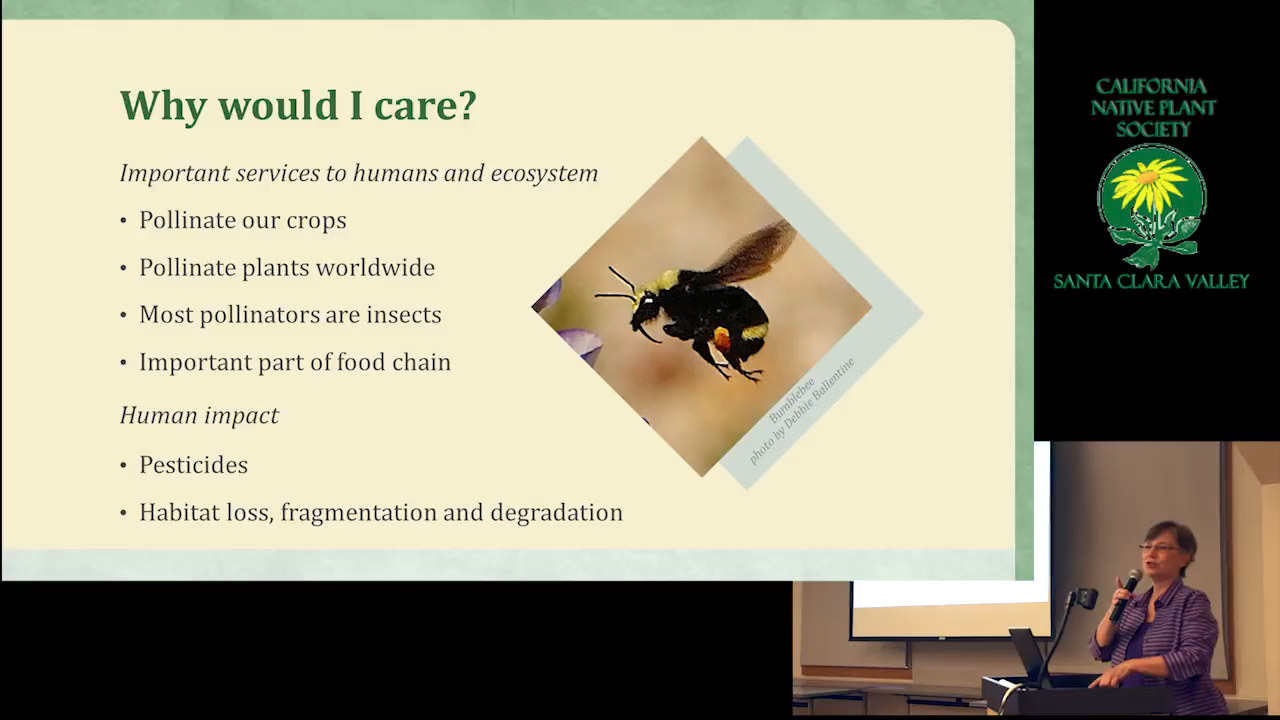 Why would I care?
Important services to humans and ecosystem
• Pollinate our crops
• Pollinate plants worldwide
• Most pollinators are insects
• Important part of food chain
Human impact
• Pesticides
• Habitat loss, fragmentation and degradation
Bumblebee
photo by Debbie Ballentine
CALIFORNIA
NATIVE PLANT
SOCIETY
SANTA CLARA VALLEY